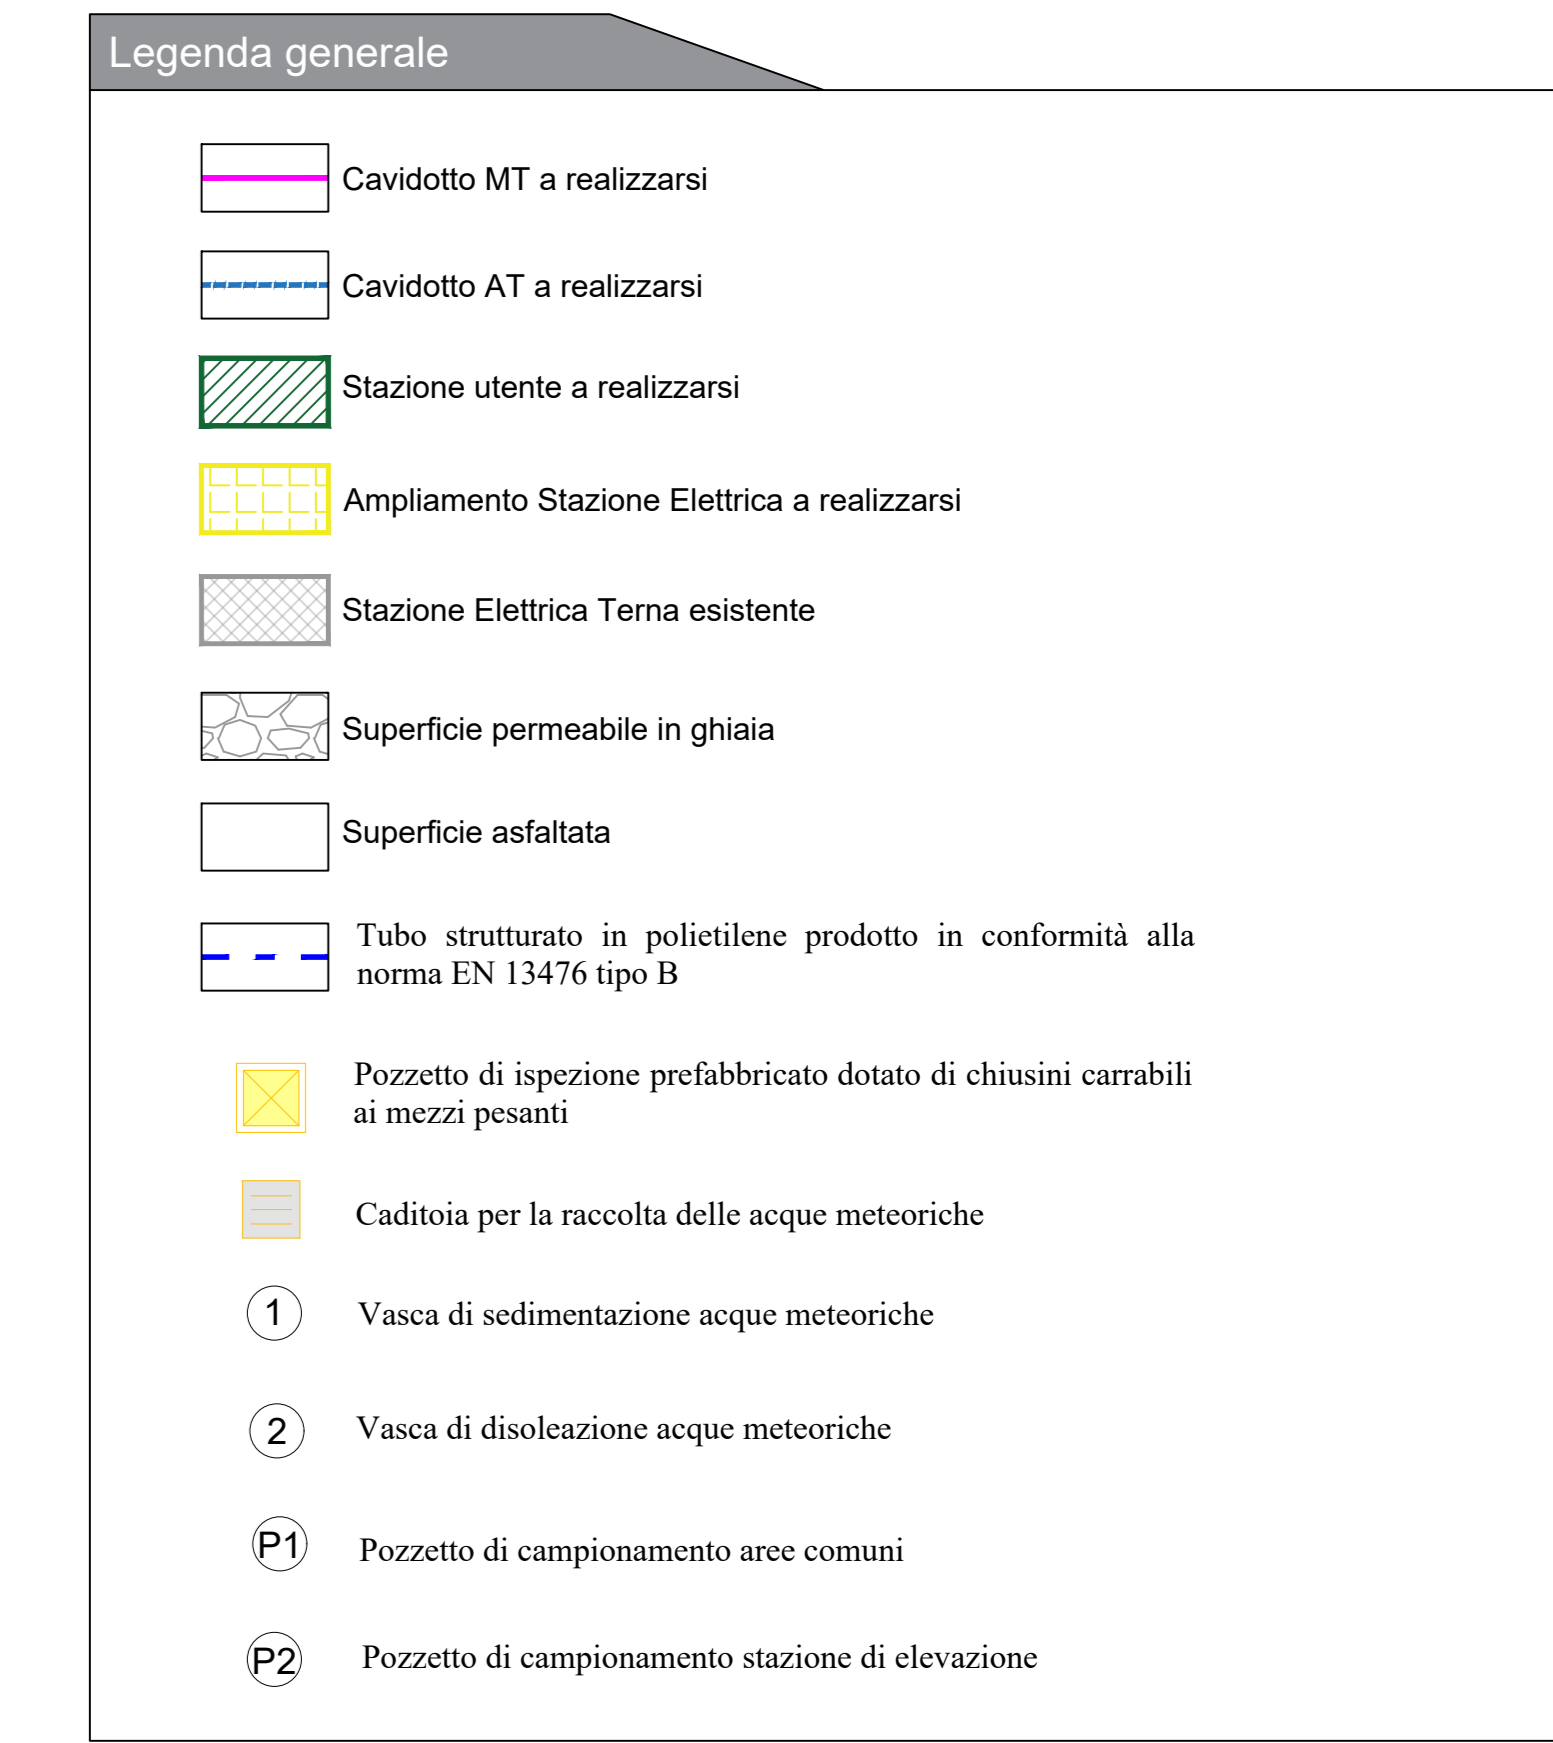 Legenda generale
Cavidotto MT a realizzarsi
Cavidotto AT a realizzarsi
Stazione utente a realizzarsi
Ampliamento Stazione Elettrica a realizzarsi
Stazione Elettrica Terna esistente
Superficie permeabile in ghiaia
Superficie asfaltata
Tubo strutturato in polietilene prodotto in conformità alla
norma EN 13476 tipo B
Pozzetto di ispezione prefabbricato dotato di chiusini carrabili
ai mezzi pesanti
Caditoia per la raccolta delle acque meteoriche
1 Vasca di sedimentazione acque meteoriche
2 Vasca di disoleazione acque meteoriche
P1 Pozzetto di campionamento aree comuni
P2 Pozzetto di campionamento stazione di elevazione